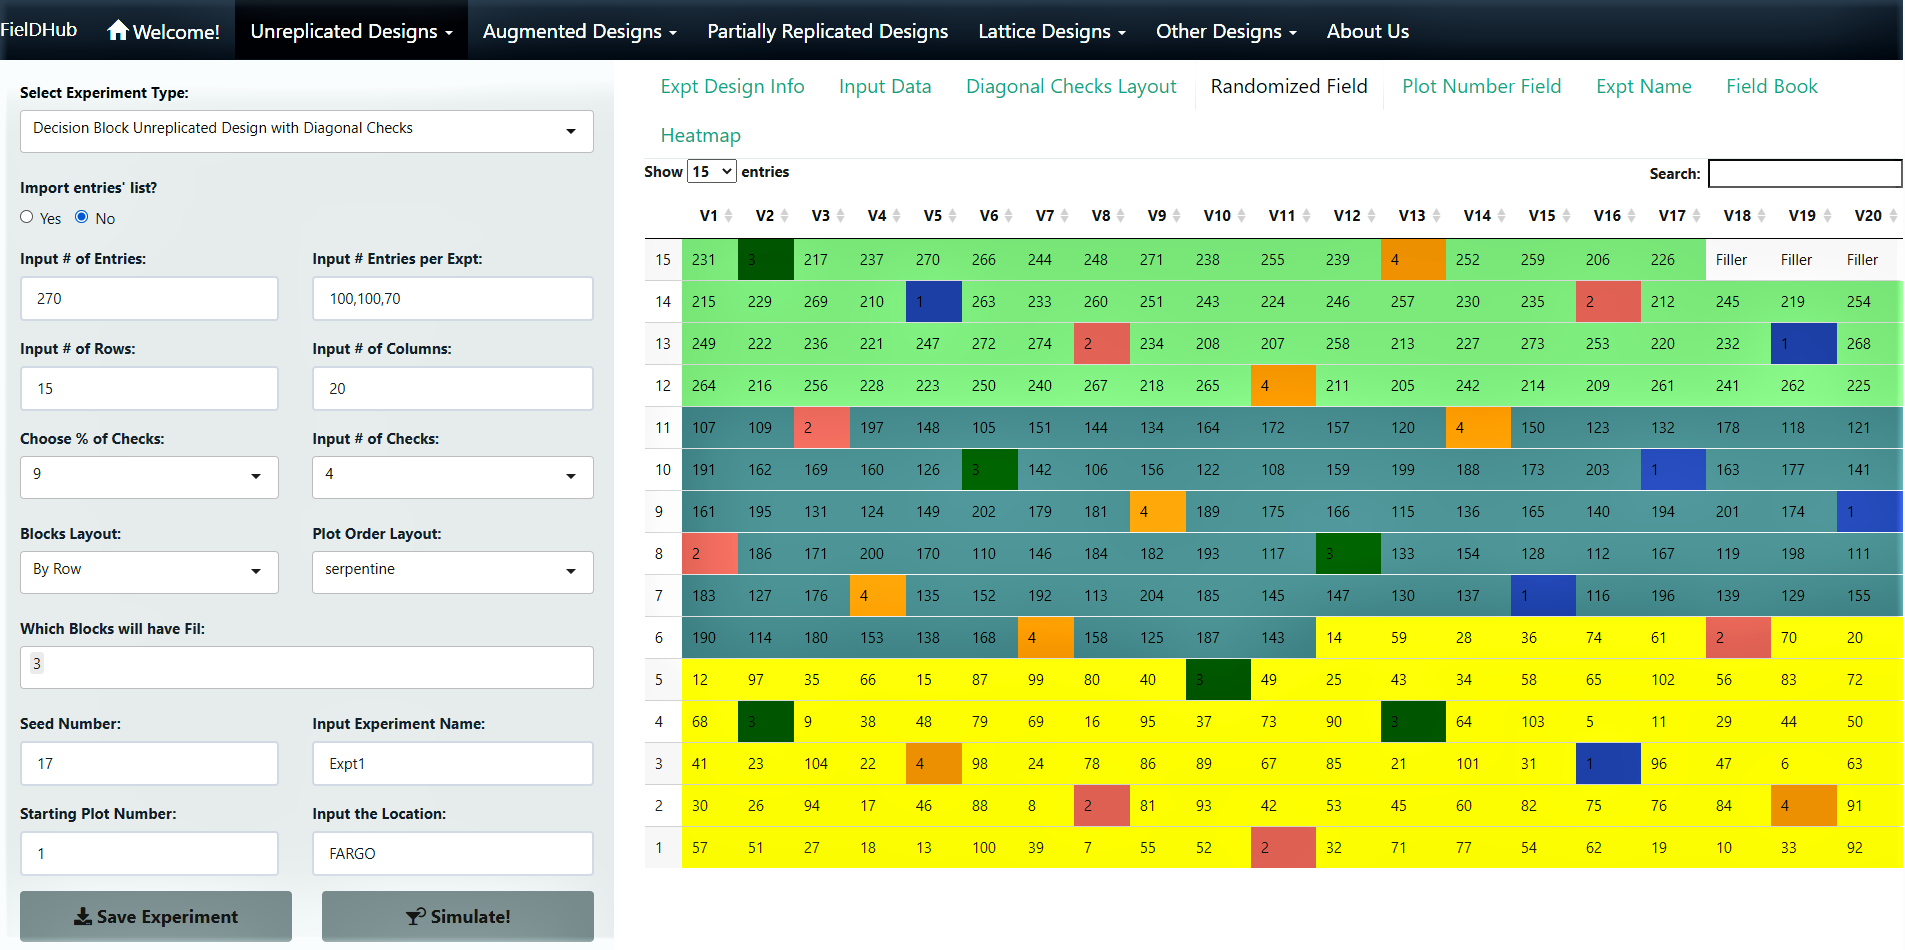 FielDHub Welcome! Unreplicated Designs Augmented Designs Partially Replicated Designs Lattice Designs Other Designs About Us
Select Experiment Type:
Decision Block Unreplicated Design with Diagonal Checks
Import entries' list?
Yes No
Input # of Entries: Input # Entries per Expt:
270 100,100,70
Input # of Rows: Input # of Columns:
15 20
Choose % of Checks: Input # of Checks:
9 4
Blocks Layout: Plot Order Layout:
By Row serpentine
Which Blocks will have Fil:
3
Seed Number: Input Experiment Name:
17 Expt1
Starting Plot Number: Input the Location:
1 FARGO
Save Experiment Simulate!
Expt Design Info Input Data Diagonal Checks Layout Randomized Field Plot Number Field Expt Name Field Book
Heatmap
Show 15 entries Search:
V1 V2 V3 V4 V5 V6 V7 V8 V9 V10 V11 V12 V13 V14 V15 V16 V17 V18 V19 V20
15 231 3 217 237 270 266 244 248 271 238 255 239 4 252 259 206 226 Filler Filler Filler
14 215 229 269 210 1 263 233 260 251 243 224 246 257 230 235 2 212 245 219 254
13 249 222 236 221 247 272 274 2 234 208 207 258 213 227 273 253 220 232 1 268
12 264 216 256 228 223 250 240 267 218 265 4 211 205 242 214 209 261 241 262 225
11 107 109 2 197 148 105 151 144 134 164 172 157 120 4 150 123 132 178 118 121
10 191 162 169 160 126 3 142 106 156 122 108 159 199 188 173 203 1 163 177 141
9 161 195 131 124 149 202 179 181 4 189 175 166 115 136 165 140 194 201 174 1
8 2 186 171 200 170 110 146 184 182 193 117 3 133 154 128 112 167 119 198 111
7 183 127 176 4 135 152 192 113 204 185 145 147 130 137 1 116 196 139 129 155
6 190 114 180 153 138 168 4 158 125 187 143 14 59 28 36 74 61 2 70 20
5 12 97 35 66 15 87 99 80 40 3 49 25 43 34 58 65 102 56 83 72
4 68 3 9 38 48 79 69 16 95 37 73 90 3 64 103 5 11 29 44 50
3 41 23 104 22 4 98 24 78 86 89 67 85 21 101 31 1 96 47 6 63
2 30 26 94 17 46 88 8 2 81 93 42 53 45 60 82 75 76 84 4 91
1 57 51 27 18 13 100 39 7 55 52 2 32 71 77 54 62 19 10 33 92